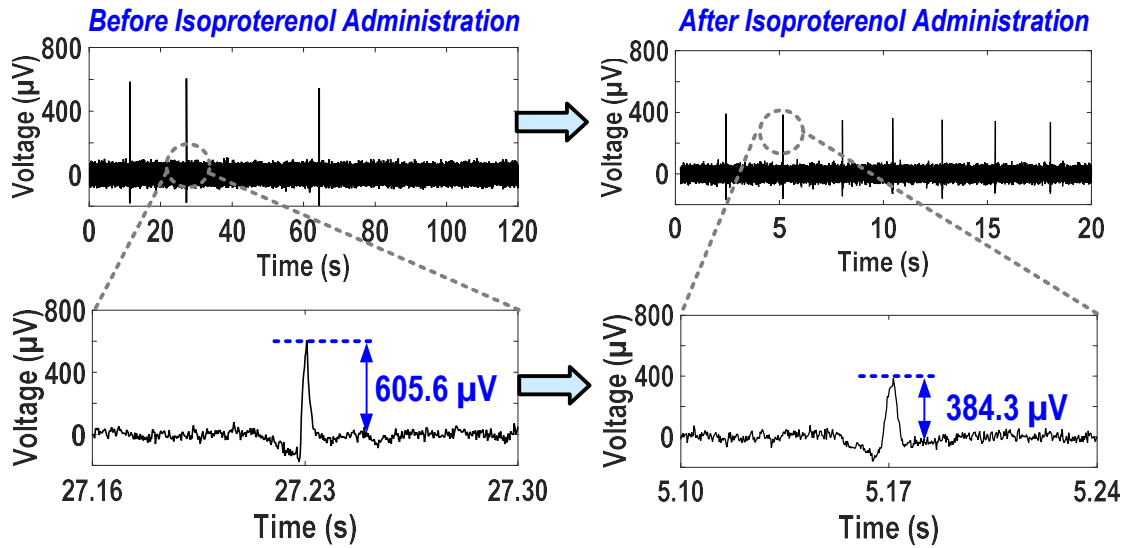 Before Isoproterenol Administration
After Isoproterenol Administration
Voltage (µV)
800
400
0
0 20 40 60 80 100 120
Time (s)
Voltage (µV)
800
400
0
0 5 10 15 20
Time (s)
Voltage (µV)
800
400
0
605.6 µV
27.16 27.23 27.30
Time (s)
Voltage (µV)
800
400
0
384.3 µV
5.10 5.17 5.24
Time (s)